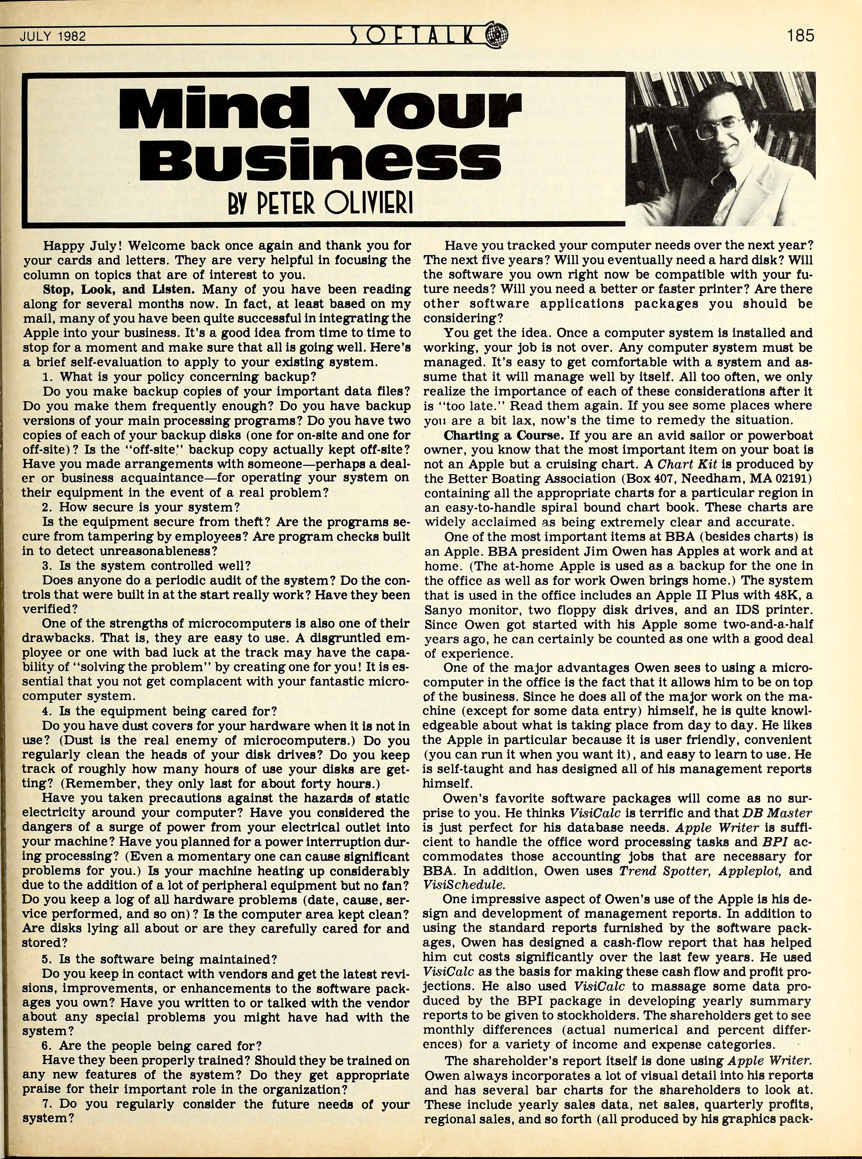 JULY 1982
SOFTALK
185
Mind Your
Business
BY PETER OLIVIERI
Happy July! Welcome back once again and thank you for
your cards and letters. They are very helpful in focusing the
column on topics that are of interest to you.
Stop, Look, and Listen. Many of you have been reading
along for several months now. In fact, at least based on my
mail, many of you have been quite successful in integrating the
Apple into your business. It's a good idea from time to time to
stop for a moment and make sure that all is going well. Here's
a brief self-evaluation to apply to your existing system.
1. What is your policy concerning backup?
Do you make backup copies of your important data files?
Do you make them frequently enough? Do you have backup
versions of your main processing programs? Do you have two
copies of each of your backup disks (one for on-site and one for
off-site)? Is the "off-site" backup copy actually kept off-site?
Have you made arrangements with someone—perhaps a deal-
er or business acquaintance—for operating your system on
their equipment in the event of a real problem?
2. How secure is your system?
Is the equipment secure from theft? Are the programs se-
cure from tampering by employees? Are program checks built
in to detect unreasonableness?
3. Is the system controlled well?
Does anyone do a periodic audit of the system? Do the con-
trols that were built in at the start really work? Have they been
verified?
One of the strengths of microcomputers is also one of their
drawbacks. That is, they are easy to use. A disgruntled em-
ployee or one with bad luck at the track may have the capa-
bility of "solving the problem" by creating one for you! It is es-
sential that you not get complacent with your fantastic micro-
computer system.
4. Is the equipment being cared for?
Do you have dust covers for your hardware when it is not in
use? (Dust is the real enemy of microcomputers.) Do you
regularly clean the heads of your disk drives? Do you keep
track of roughly how many hours of use your disks are get-
ting? (Remember, they only last for about forty hours.)
Have you taken precautions against the hazards of static
electricity around your computer? Have you considered the
dangers of a surge of power from your electrical outlet into
your machine? Have you planned for a power interruption dur-
ing processing? (Even a momentary one can cause significant
problems for you.) Is your machine heating up considerably
due to the addition of a lot of peripheral equipment but no fan?
Do you keep a log of all hardware problems (date, cause, ser-
vice performed, and so on)? Is the computer area kept clean?
Are disks lying all about or are they carefully cared for and
stored?
5. Is the software being maintained?
Do you keep in contact with vendors and get the latest revi-
sions, improvements, or enhancements to the software pack-
ages you own? Have you written to or talked with the vendor
about any special problems you might have had with the
system?
6. Are the people being cared for?
Have they been properly trained? Should they be trained on
any new features of the system? Do they get appropriate
praise for their important role in the organization?
7. Do you regularly consider the future needs of your
system?
Have you tracked your computer needs over the next year?
The next five years? Will you eventually need a hard disk? Will
the software you own right now be compatible with your fu-
ture needs? Will you need a better or faster printer? Are there
other software applications packages you should be
considering?
You get the idea. Once a computer system is installed and
working, your job is not over. Any computer system must be
managed. It's easy to get comfortable with a system and as-
sume that it will manage well by itself. All too often, we only
realize the importance of each of these considerations after it
is "too late." Read them again. If you see some places where
you are a bit lax, now's the time to remedy the situation.
Charting a Course. If you are an avid sailor or powerboat
owner, you know that the most important item on your boat is
not an Apple but a cruising chart. A Chart Kit is produced by
the Better Boating Association (Box 407, Needham, MA 02191)
containing all the appropriate charts for a particular region in
an easy-to-handle spiral bound chart book. These charts are
widely acclaimed as being extremely clear and accurate.
One of the most important items at BBA (besides charts) is
an Apple. BBA president Jim Owen has Apples at work and at
home. (The at-home Apple is used as a backup for the one in
the office as well as for work Owen brings home.) The system
that is used in the office includes an Apple II Plus with 48K, a
Sanyo monitor, two floppy disk drives, and an IDS printer.
Since Owen got started with his Apple some two-and-a-half
years ago, he can certainly be counted as one with a good deal
of experience.
One of the major advantages Owen sees to using a micro-
computer in the office is the fact that it allows him to be on top
of the business. Since he does all of the major work on the ma-
chine (except for some data entry) himself, he is quite knowl-
edgeable about what is taking place from day to day. He likes
the Apple in particular because it is user friendly, convenient
(you can run it when you want it), and easy to learn to use. He
is self-taught and has designed all of his management reports
himself.
Owen's favorite software packages will come as no sur-
prise to you. He thinks VisiCalc is terrific and that DB Master
is just perfect for his database needs. Apple Writer is suffi-
cient to handle the office word processing tasks and BPI ac-
commodates those accounting jobs that are necessary for
BBA. In addition, Owen uses Trend Spotter, Appleplot, and
VisiSchedule.
One impressive aspect of Owen's use of the Apple is his de-
sign and development of management reports. In addition to
using the standard reports furnished by the software pack-
ages, Owen has designed a cash-flow report that has helped
him cut costs significantly over the last few years. He used
VisiCalc as the basis for making these cash flow and profit pro-
jections. He also used VisiCalc to massage some data pro-
duced by the BPI package in developing yearly summary
reports to be given to stockholders. The shareholders get to see
monthly differences (actual numerical and percent differ-
ences) for a variety of income and expense categories.
The shareholder's report itself is done using Apple Writer.
Owen always incorporates a lot of visual detail into his reports
and has several bar charts for the shareholders to look at.
These include yearly sales data, net sales, quarterly profits,
regional sales, and so forth (all produced by his graphics pack-